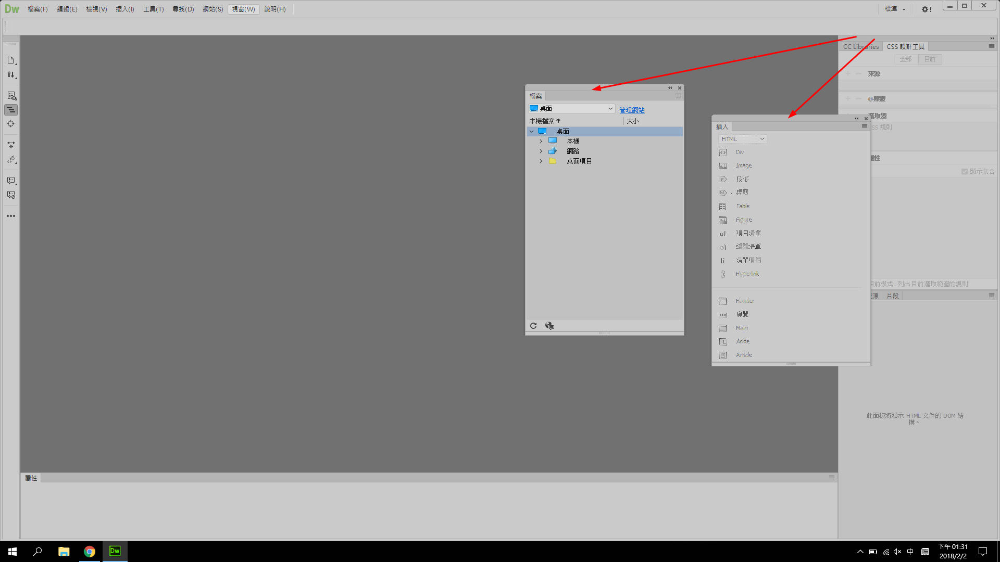 Dw 檔案(F) 編輯(E) 檢視(V) 插入(I) 工具(T) 尋找(D) 網站(S) 視窗(W) 說明(H) 標準
CC Libraries CSS 設計工具
全部 目前
來源
@媒體
選取器
CSS 規則
屬性
顯示集合
目前模式 : 列出目前選取範圍的規則
片段
此面板將顯示 HTML 文件的 DOM 結
構。
檔案
桌面 管理網站
本機檔案 大小
桌面
本機
網路
桌面項目
插入
HTML
Div
Image
段落
標題
Table
Figure
ul 項目清單
ol 編號清單
li 清單項目
Hyperlink
Header
導覽
Main
Aside
Article
屬性
Dw
中
下午 01:31
2018/2/2